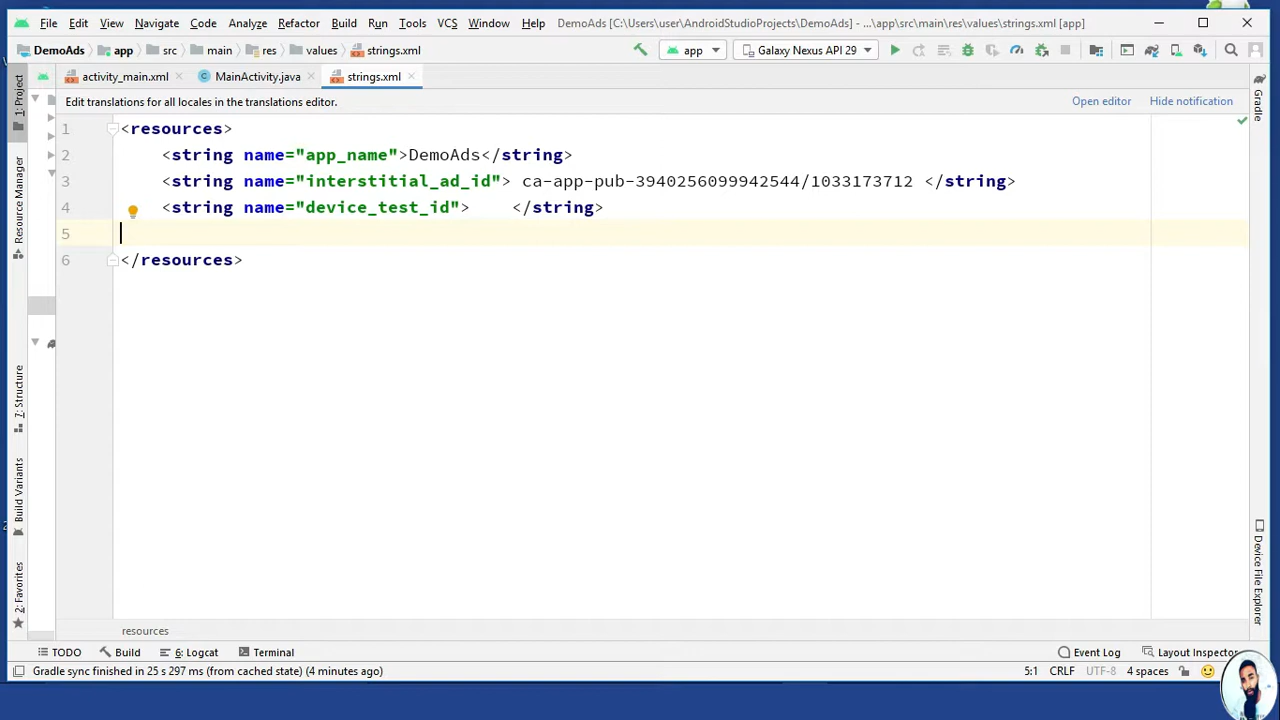 File Edit View Navigate Code Analyze Refactor Build Run Tools VCS Window Help DemoAds [C:\Users\user\AndroidStudioProjects\DemoAds] - ...\app\src\main\res\values\strings.xml [app]
DemoAds app src main res values strings.xml app Galaxy Nexus API 29
activity_main.xml MainActivity.java strings.xml
Edit translations for all locales in the translations editor. Open editor Hide notification
1 <resources>
2 <string name="app_name">DemoAds</string>
3 <string name="interstitial_ad_id"> ca-app-pub-3940256099942544/1033173712 </string>
4 <string name="device_test_id"> </string>
5
6 </resources>
1: Project
Resource Manager
7: Structure
Build Variants
2: Favorites
Gradle
Device File Explorer
resources
TODO Build 6: Logcat Terminal Event Log Layout Inspector
Gradle sync finished in 25 s 297 ms (from cached state) (4 minutes ago) 5:1 CRLF UTF-8 4 spaces